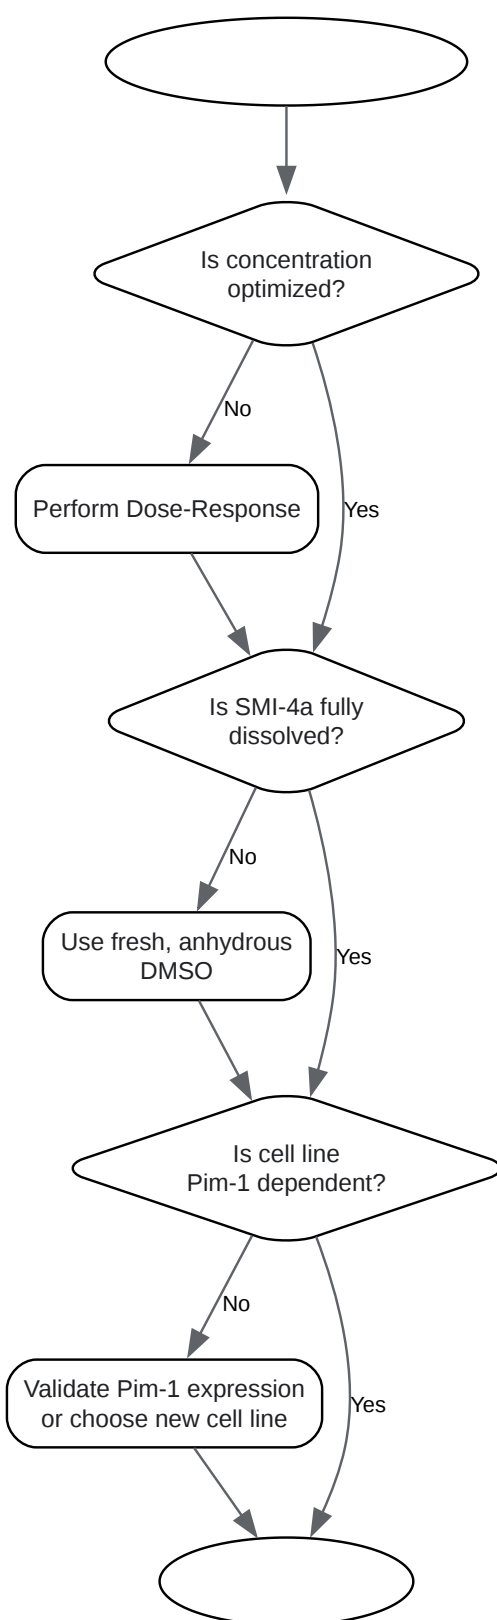 Is concentration
optimized?
No
Perform Dose-Response
Yes
Is SMI-4a fully
dissolved?
No
Use fresh, anhydrous
DMSO
Yes
Is cell line
Pim-1 dependent?
No
Validate Pim-1 expression
or choose new cell line
Yes